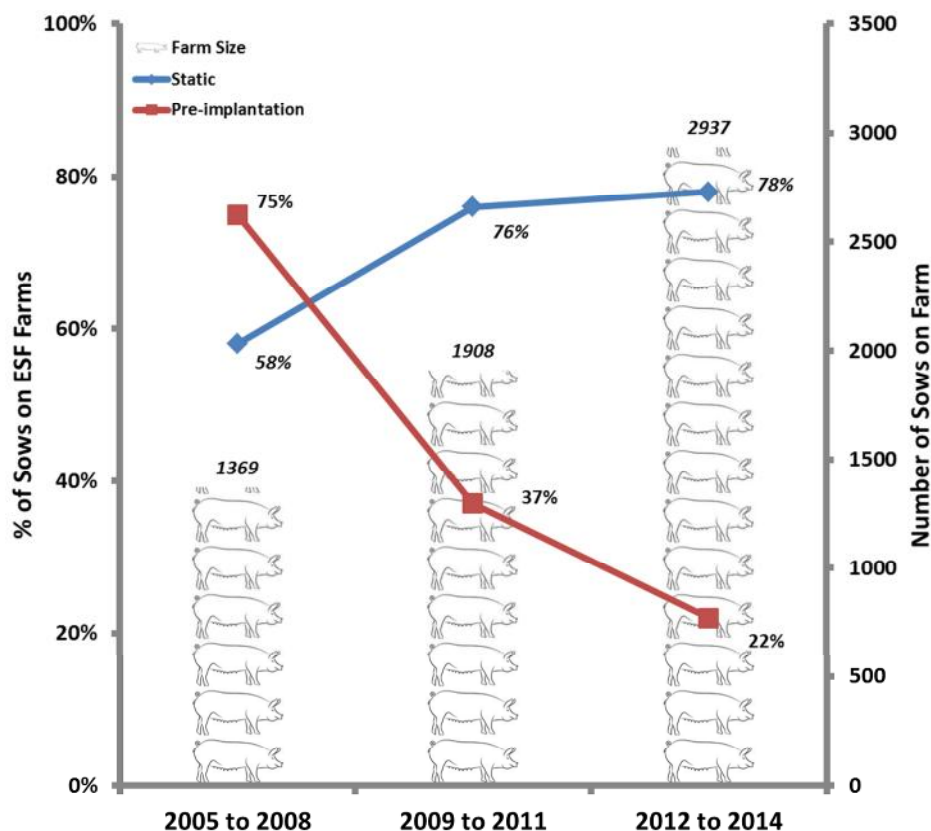 100%
80%
60%
40%
20%
0%
% of Sows on ESF Farms
Farm Size
Static
Pre-implantation
75%
58%
1369
76%
1908
37%
2937
78%
22%
3500
3000
2500
2000
1500
1000
500
0
Number of Sows on Farm
2005 to 2008
2009 to 2011
2012 to 2014